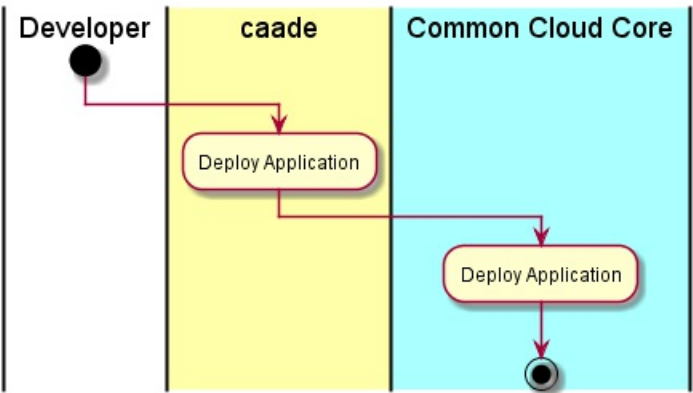 Developer
caade
Common Cloud Core
Deploy Application
Deploy Application